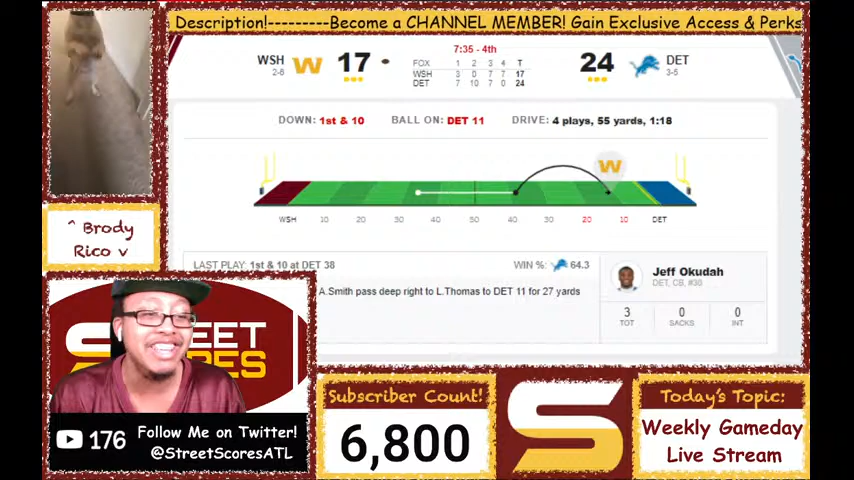 Description!---------Become a CHANNEL MEMBER! Gain Exclusive Access & Perks
7:35 - 4th
WSH
2-6
W
17
FOX 1 2 3 4 T
WSH 3 0 7 7 17
DET 7 10 7 0 24
24
DET
3-5
DOWN: 1st & 10 BALL ON: DET 11 DRIVE: 4 plays, 55 yards, 1:18
W
WSH 10 20 30 40 50 40 30 20 10 DET
^ Brody
Rico v
LAST PLAY: 1st & 10 at DET 38
WIN %: 64.3
A.Smith pass deep right to L.Thomas to DET 11 for 27 yards
Jeff Okudah
DET, CB, #30
3 0 0
TOT SACKS INT
176
Follow Me on Twitter!
@StreetScoresATL
Subscriber Count!
6,800
S
Today's Topic:
Weekly Gameday
Live Stream